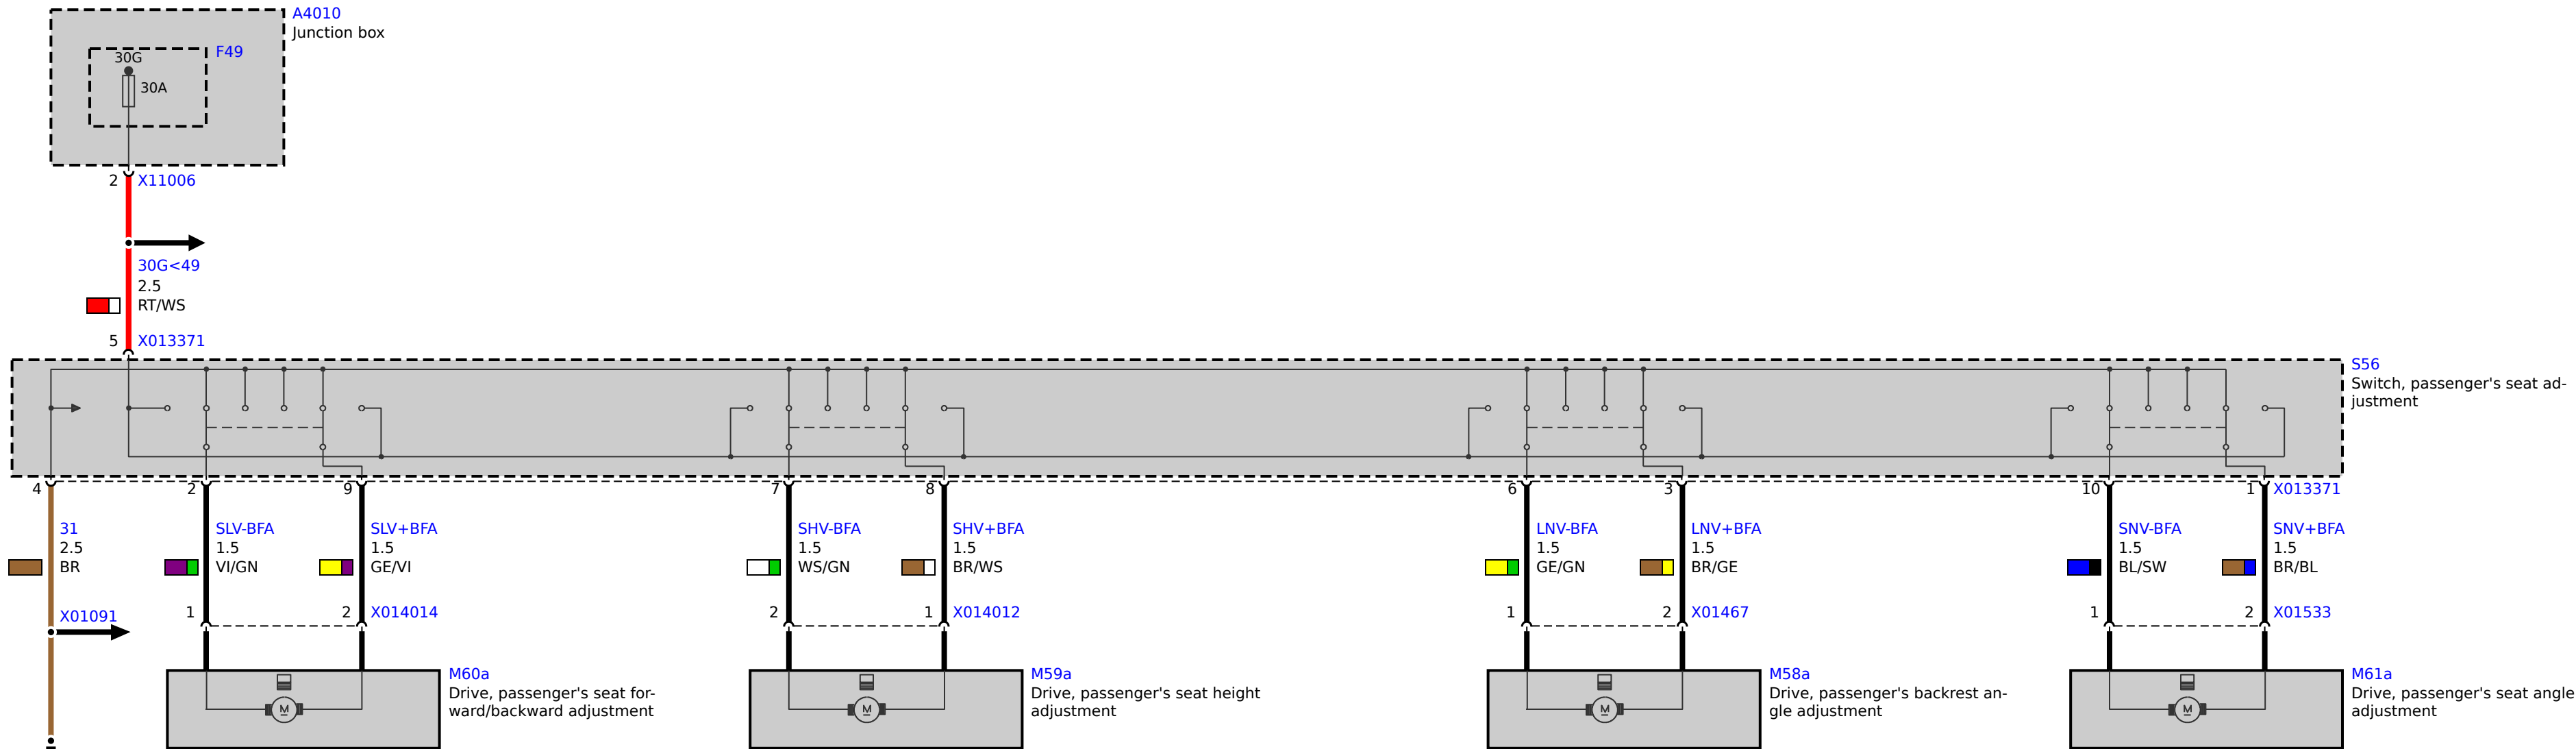 A4010
Junction box
F49
30G
30A
2 X11006
30G<49
2.5
RT/WS
5 X013371
S56
Switch, passenger's seat ad-
justment
4 2 9 7 8 6 3 10 1 X013371
31 SLV-BFA SLV+BFA SHV-BFA SHV+BFA LNV-BFA LNV+BFA SNV-BFA SNV+BFA
2.5 1.5 1.5 1.5 1.5 1.5 1.5 1.5 1.5
BR VI/GN GE/VI WS/GN BR/WS GE/GN BR/GE BL/SW BR/BL
X01091 1 2 X014014 2 1 X014012 1 2 X01467 1 2 X01533
M60a
Drive, passenger's seat for-
ward/backward adjustment
M
M59a
Drive, passenger's seat height
adjustment
M
M58a
Drive, passenger's backrest an-
gle adjustment
M
M61a
Drive, passenger's seat angle
adjustment
M